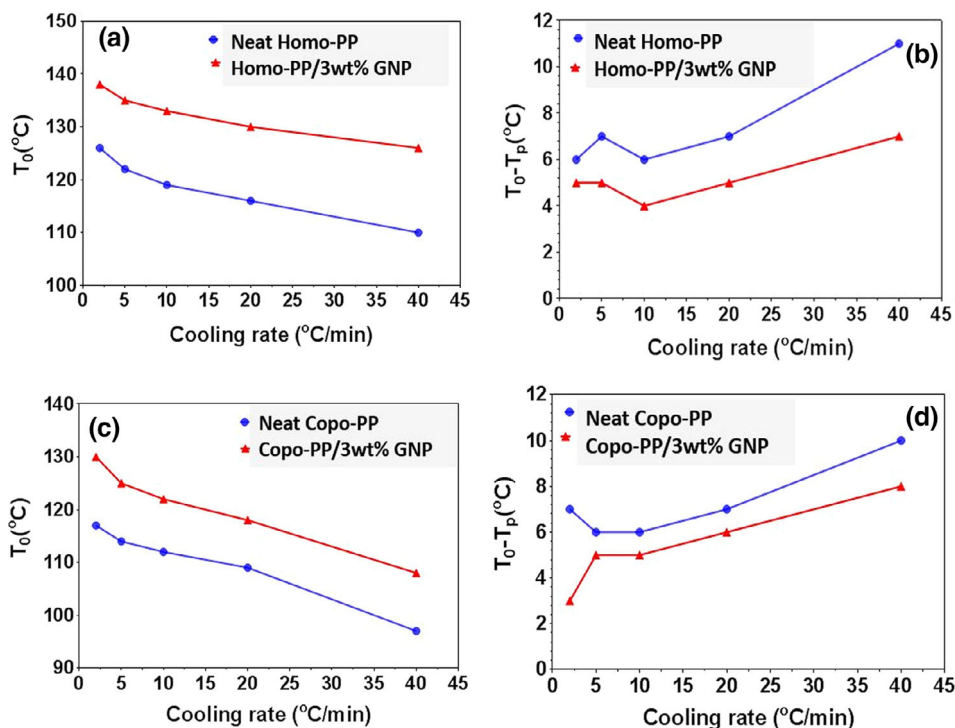 (a)
Neat Homo-PP
Homo-PP/3wt% GNP
T₀(°C)
150
140
130
120
110
100
0 5 10 15 20 25 30 35 40 45
Cooling rate (°C/min)
(b)
Neat Homo-PP
Homo-PP/3wt% GNP
T₀-Tₚ(°C)
12
10
8
6
4
2
0
0 5 10 15 20 25 30 35 40 45
Cooling rate (°C/min)
(c)
Neat Copo-PP
Copo-PP/3wt% GNP
T₀(°C)
140
130
120
110
100
90
0 5 10 15 20 25 30 35 40 45
Cooling rate (°C/min)
(d)
Neat Copo-PP
Copo-PP/3wt% GNP
T₀-Tₚ(°C)
12
10
8
6
4
2
0
0 5 10 15 20 25 30 35 40 45
Cooling rate (°C/min)